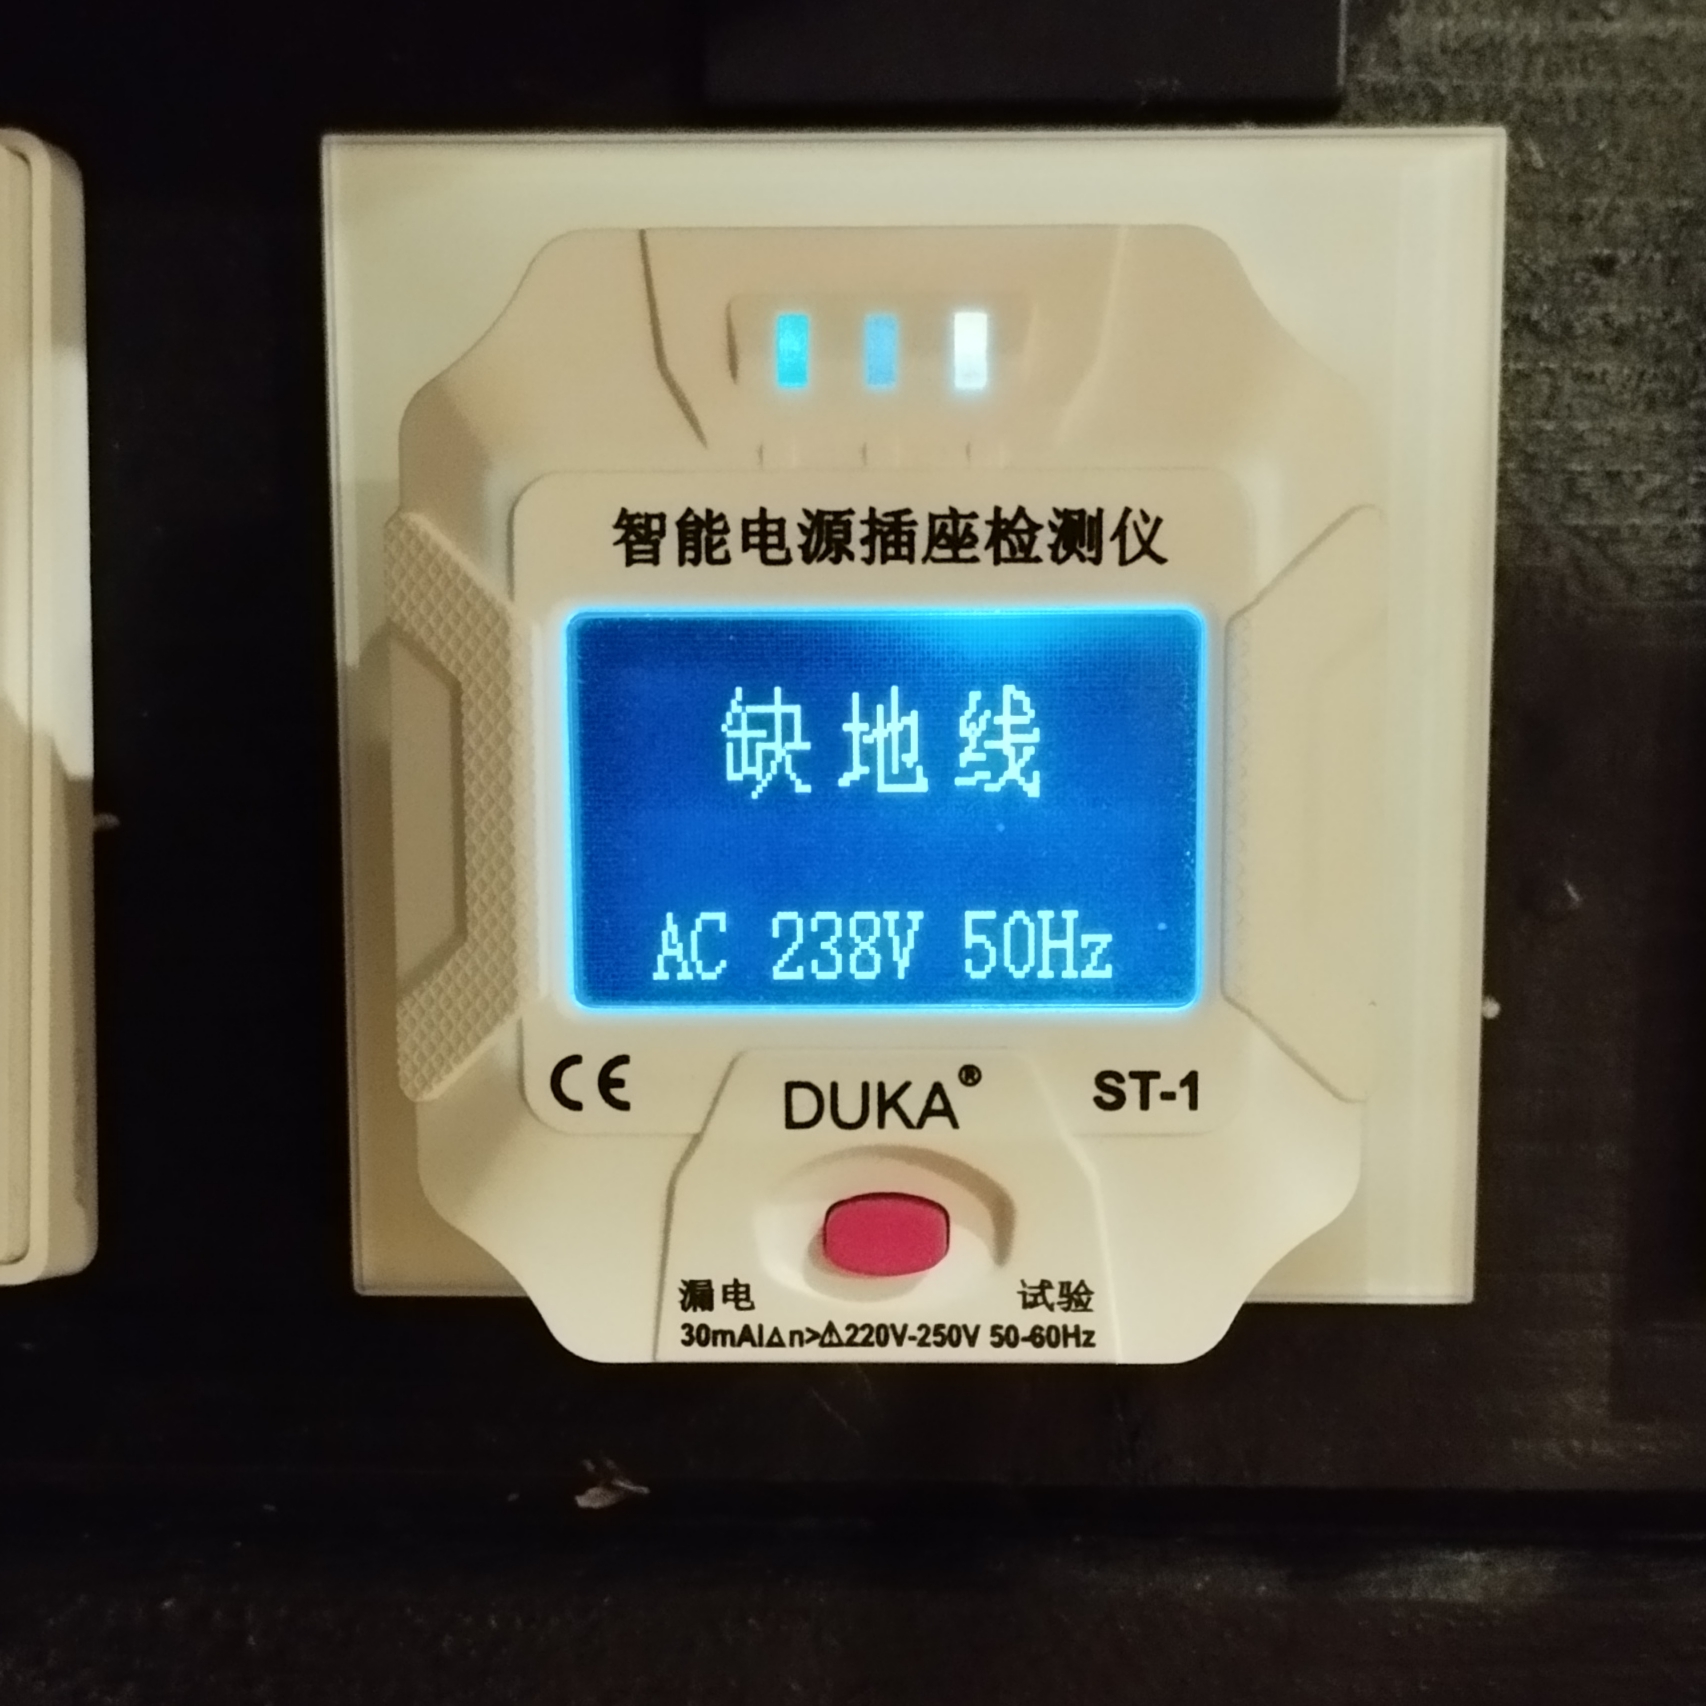 智能电源插座检测仪
缺地线
AC 238V 50Hz
CE DUKA® ST-1
漏电 试验
30mAI△n>⚠220V-250V 50-60Hz